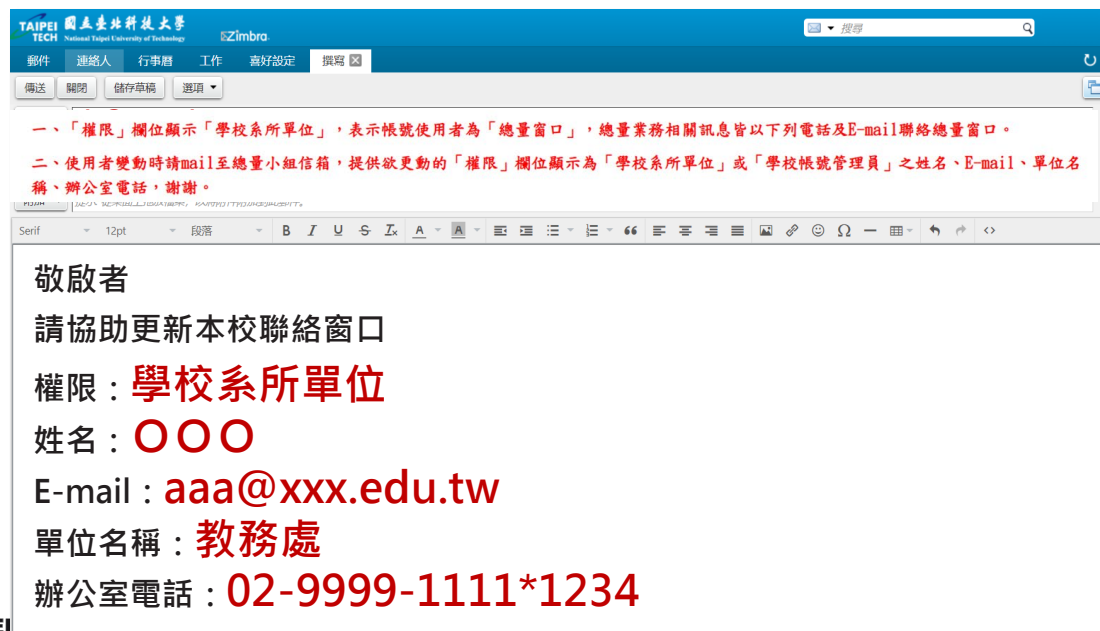 TAIPEI 國立臺北科技大學
TECH National Taipei University of Technology
Zimbra
搜尋
郵件 連絡人 行事曆 工作 喜好設定 撰寫
傳送 關閉 儲存草稿 選項
一、「權限」欄位顯示「學校系所單位」，表示帳號使用者為「總量窗口」，總量業務相關訊息皆以下列電話及E-mail聯絡總量窗口。
二、使用者變動時請mail至總量小組信箱，提供欲更動的「權限」欄位顯示為「學校系所單位」或「學校帳號管理員」之姓名、E-mail、單位名
稱、辦公室電話，謝謝。
Serif 12pt 段落
敬啟者
請協助更新本校聯絡窗口
權限：學校系所單位
姓名：ＯＯＯ
E-mail：aaa@xxx.edu.tw
單位名稱：教務處
辦公室電話：02-9999-1111*1234